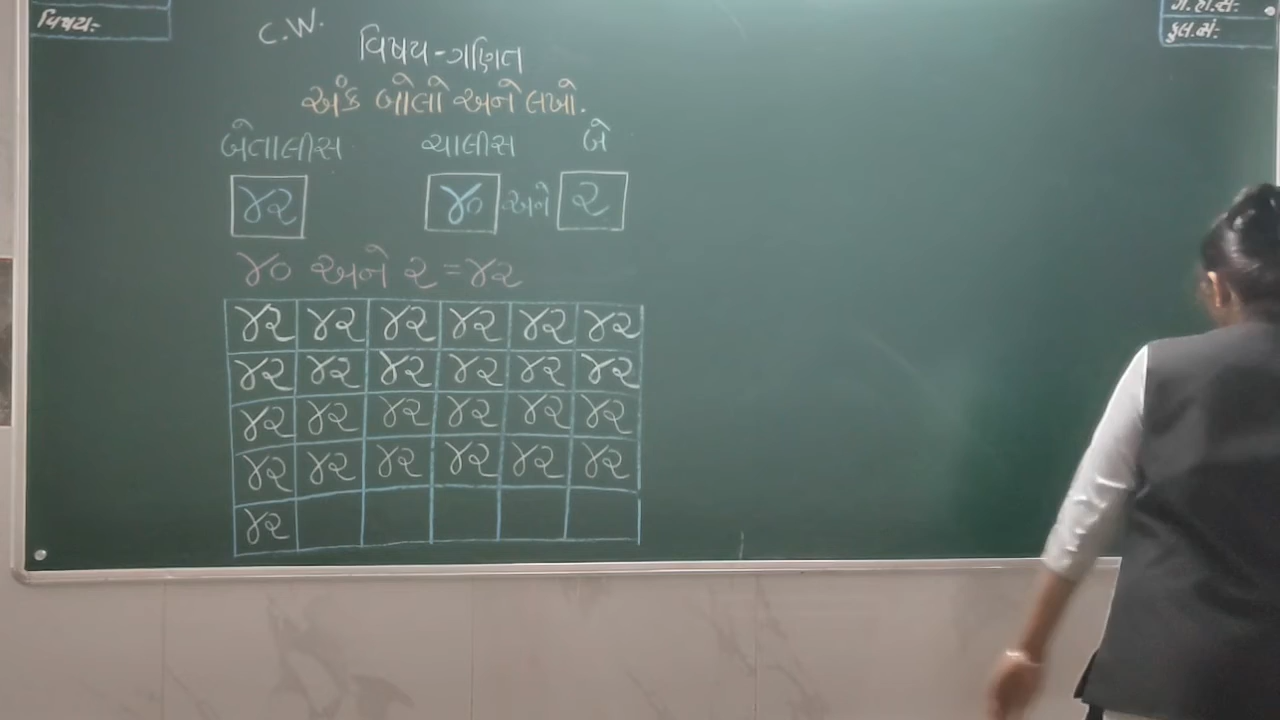 વિષય:-
ગ.હા.સં:-
કુલ.સં:-
C.W.
વિષય-ગણિત
અંક બોલો અને લખો.
બેતાલીસ ચાલીસ બે
૪૨ ૪૦ અને ૨
૪૦ અને ૨ = ૪૨
૪૨ ૪૨ ૪૨ ૪૨ ૪૨ ૪૨
૪૨ ૪૨ ૪૨ ૪૨ ૪૨ ૪૨
૪૨ ૪૨ ૪૨ ૪૨ ૪૨ ૪૨
૪૨ ૪૨ ૪૨ ૪૨ ૪૨ ૪૨
૪૨